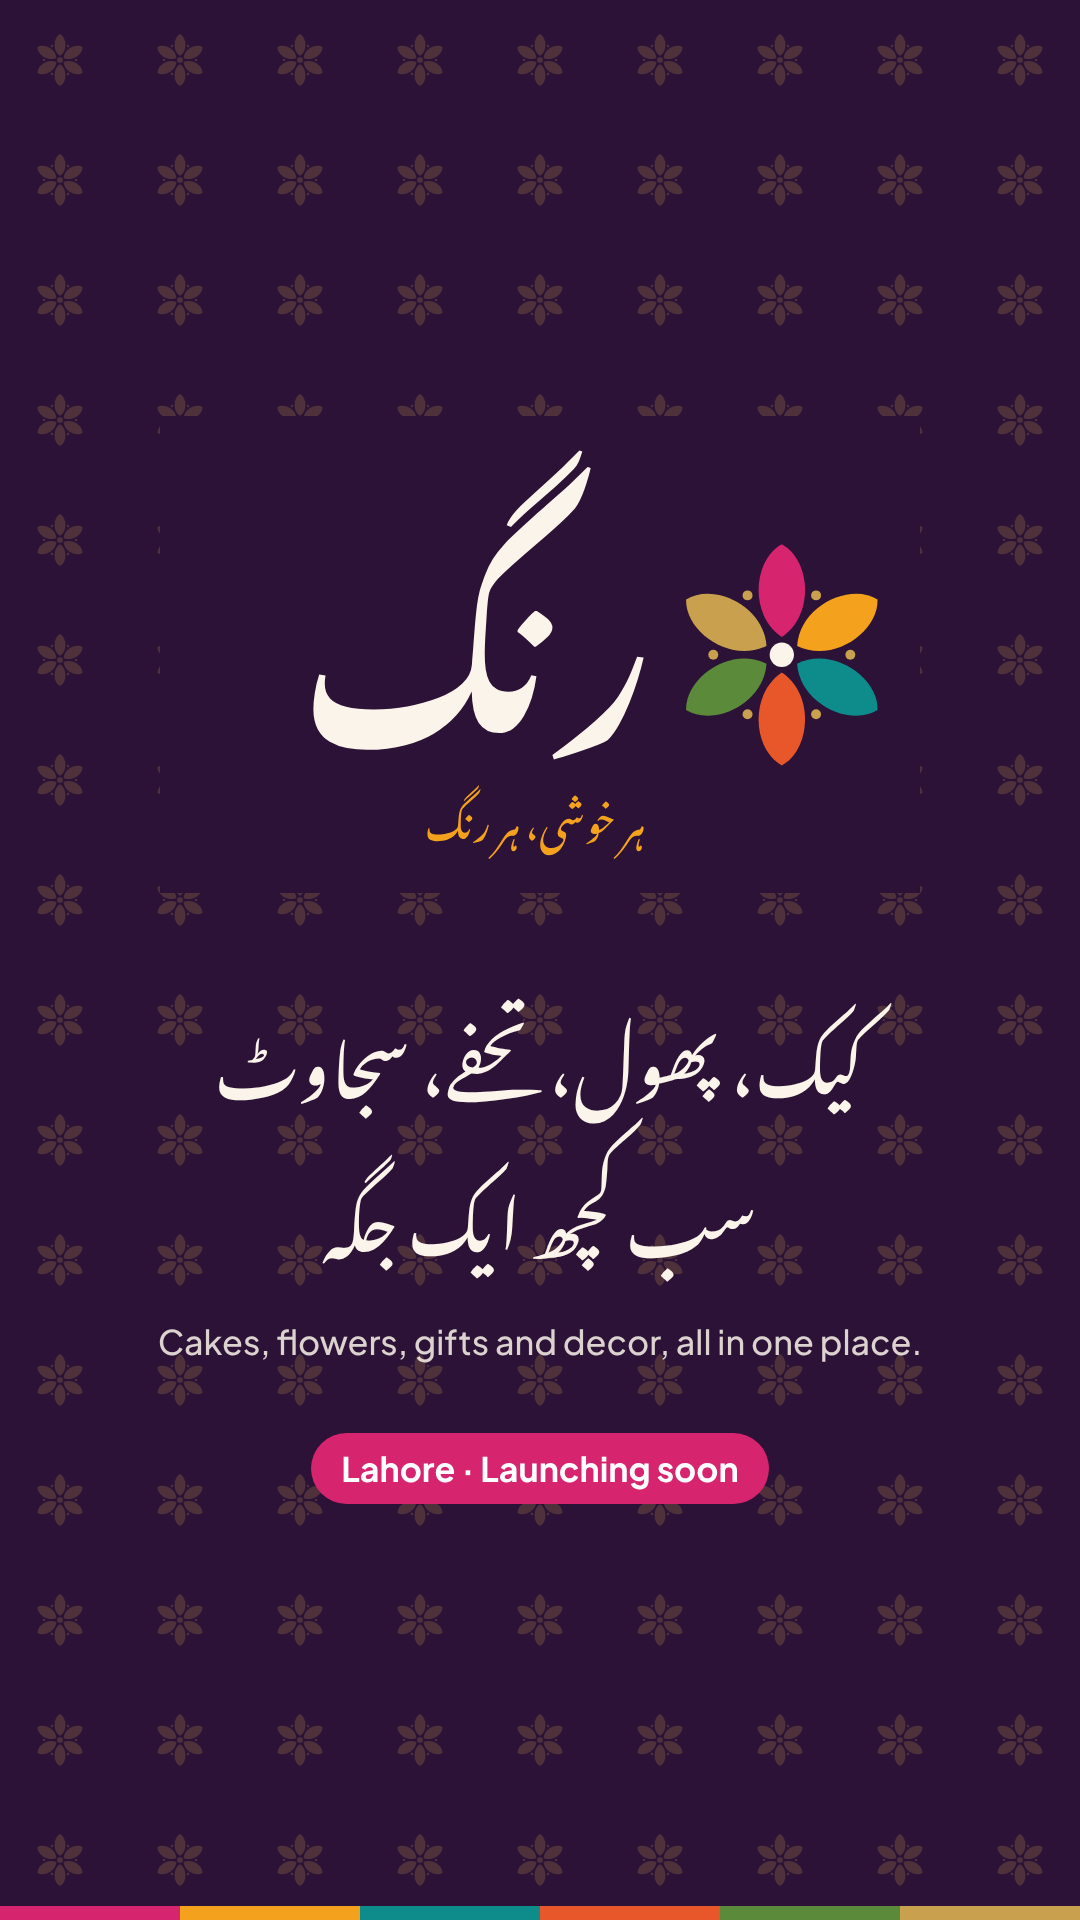 رنگ
ہر خوشی، ہر رنگ
کیک، پھول، تحفے، سجاوٹ
سب کچھ ایک جگہ
Cakes, flowers, gifts and decor, all in one place.
Lahore · Launching soon